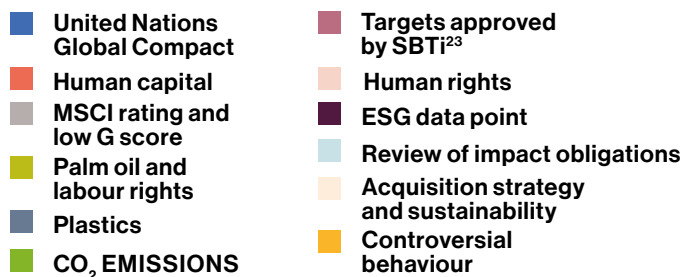 United Nations
Global Compact
Human capital
MSCI rating and
low G score
Palm oil and
labour rights
Plastics
CO₂ EMISSIONS
Targets approved
by SBTi²³
Human rights
ESG data point
Review of impact obligations
Acquisition strategy
and sustainability
Controversial
behaviour